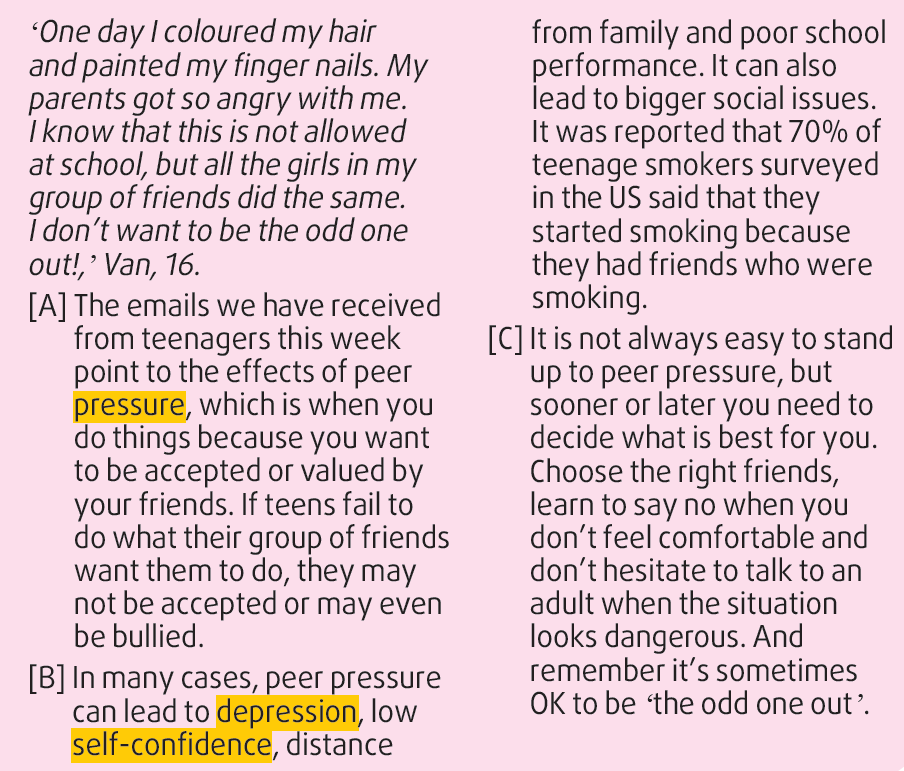 ‘One day I coloured my hair
and painted my finger nails. My
parents got so angry with me.
I know that this is not allowed
at school, but all the girls in my
group of friends did the same.
I don’t want to be the odd one
out!,’ Van, 16.
[A] The emails we have received
from teenagers this week
point to the effects of peer
pressure, which is when you
do things because you want
to be accepted or valued by
your friends. If teens fail to
do what their group of friends
want them to do, they may
not be accepted or may even
be bullied.
[B] In many cases, peer pressure
can lead to depression, low
self-confidence, distance
from family and poor school
performance. It can also
lead to bigger social issues.
It was reported that 70% of
teenage smokers surveyed
in the US said that they
started smoking because
they had friends who were
smoking.
[C] It is not always easy to stand
up to peer pressure, but
sooner or later you need to
decide what is best for you.
Choose the right friends,
learn to say no when you
don’t feel comfortable and
don’t hesitate to talk to an
adult when the situation
looks dangerous. And
remember it’s sometimes
OK to be ‘the odd one out’.